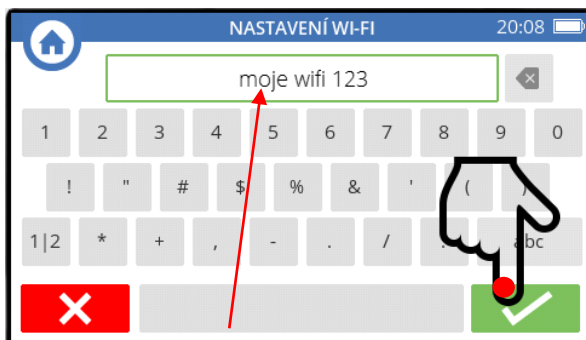 NASTAVENÍ WI-FI 20:08
moje wifi 123
1 2 3 4 5 6 7 8 9 0
! " # $ % & ' ( )
1|2 * + , - . / abc